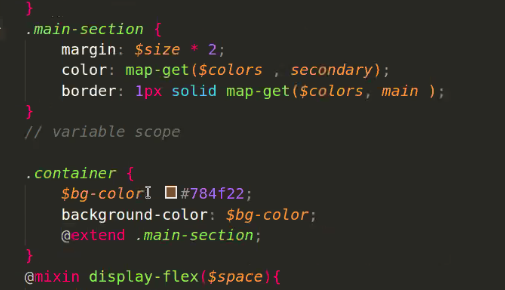 }
.main-section {
margin: $size * 2;
color: map-get($colors , secondary);
border: 1px solid map-get($colors, main );
}
// variable scope
.container {
$bg-color: #784f22;
background-color: $bg-color;
@extend .main-section;
}
@mixin display-flex($space){